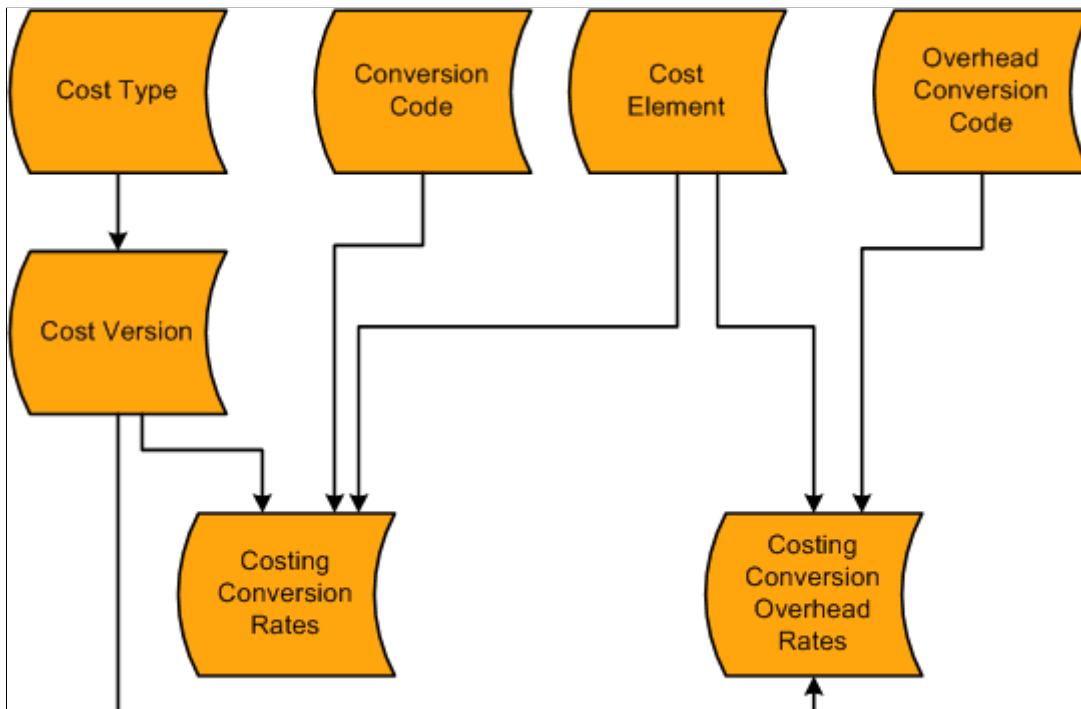 Cost Type
Conversion
Code
Cost
Element
Overhead
Conversion
Code
Cost Version
Costing
Conversion
Rates
Costing
Conversion
Overhead
Rates